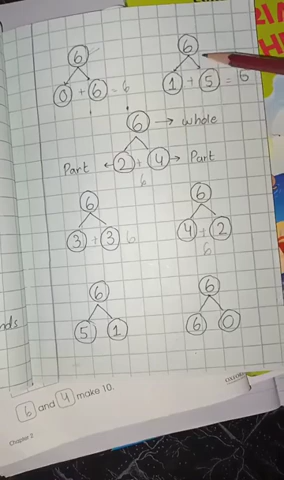 6
6
0 + 6 = 6
1 + 5 = 6
6 → whole
Part ← 2 + 4 → Part
6
6
6
3 + 3 6
4 + 2
6
6
6
5 1
6 0
6 and 4 make 10.
Chapter 2
OXFORD